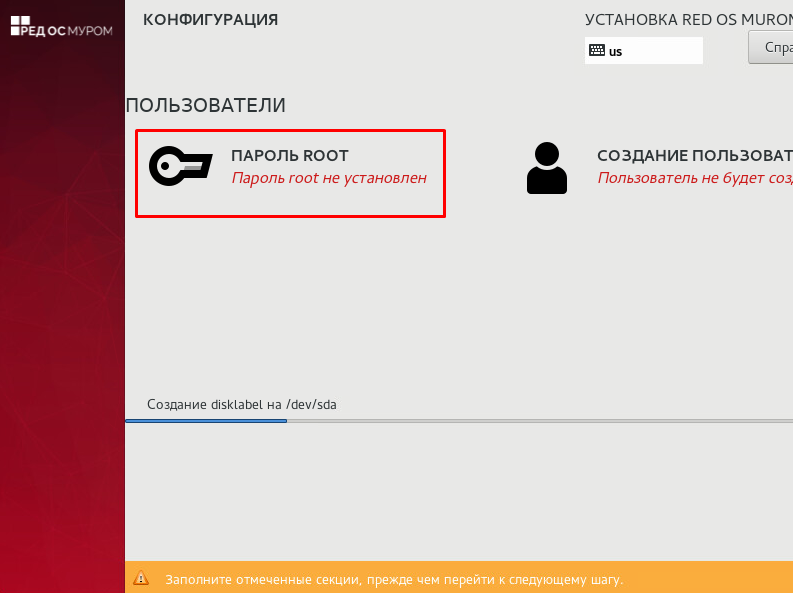 РЕД ОС МУРОМ
КОНФИГУРАЦИЯ
УСТАНОВКА RED OS MUROM
us
Спра
ПОЛЬЗОВАТЕЛИ
ПАРОЛЬ ROOT
Пароль root не установлен
СОЗДАНИЕ ПОЛЬЗОВАТ
Пользователь не будет соз
Создание disklabel на /dev/sda
Заполните отмеченные секции, прежде чем перейти к следующему шагу.